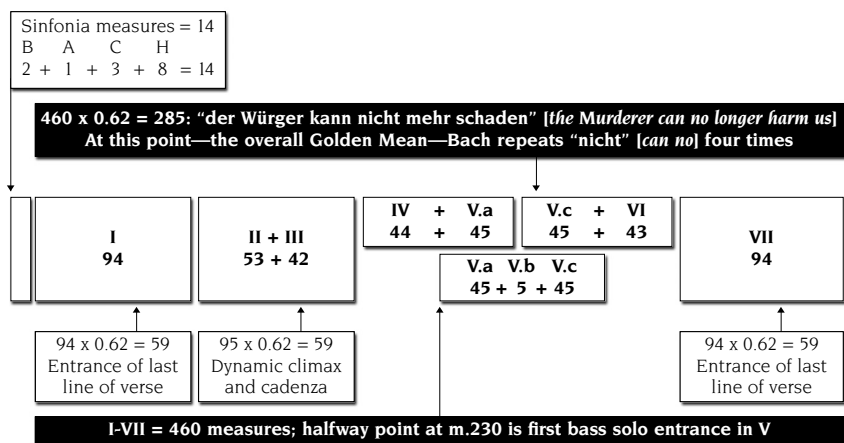 Sinfonia measures = 14
B A C H
2 + 1 + 3 + 8 = 14
460 x 0.62 = 285: “der Würger kann nicht mehr schaden” [the Murderer can no longer harm us]
At this point—the overall Golden Mean—Bach repeats “nicht” [can no] four times
I
94
II + III
53 + 42
IV + V.a
44 + 45
V.c + VI
45 + 43
V.a V.b V.c
45 + 5 + 45
VII
94
94 x 0.62 = 59
Entrance of last
line of verse
95 x 0.62 = 59
Dynamic climax
and cadenza
94 x 0.62 = 59
Entrance of last
line of verse
I-VII = 460 measures; halfway point at m.230 is first bass solo entrance in V